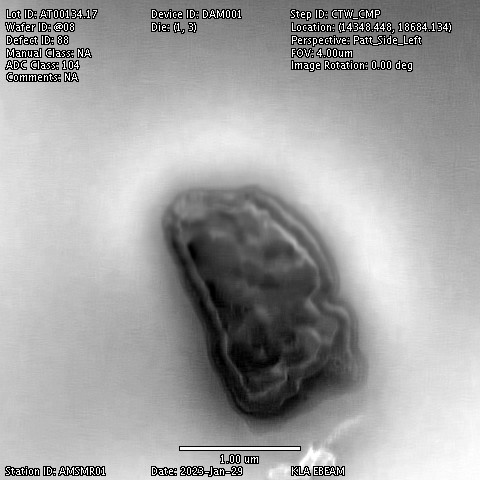 Lot ID: AT00134.17
Wafer ID: @08
Defect ID: 88
Manual Class: NA
ADC Class: 104
Comments: NA
Device ID: DAM001
Die: (1, 3)
Step ID: CTW_CMP
Location: (14348.448, 18684.134)
Perspective: Patt_Side_Left
FOV: 4.00um
Image Rotation: 0.00 deg
1.00 um
Station ID: AMSMR01
Date: 2023-Jan-29
KLA EBEAM